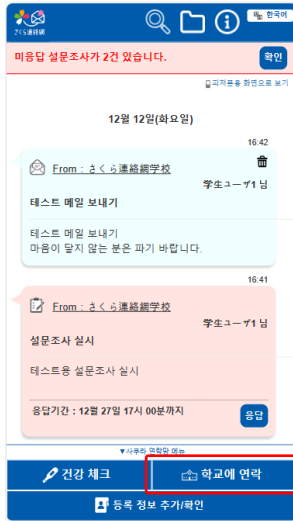 さくら連絡網
한국어
미응답 설문조사가 2건 있습니다.
확인
피처폰용 화면으로 보기
12월 12일(화요일)
16:42
From : さくら連絡網学校
学生ユーザ1 님
테스트 메일 보내기
테스트 메일 보내기
마음이 닿지 않는 분은 파기 바랍니다.
16:41
From : さくら連絡網学校
学生ユーザ1 님
설문조사 실시
테스트용 설문조사 실시
응답기간 : 12월 27일 17시 00분까지
응답
▼사쿠라 연락망 메뉴
건강 체크
학교에 연락
등록 정보 추가/확인